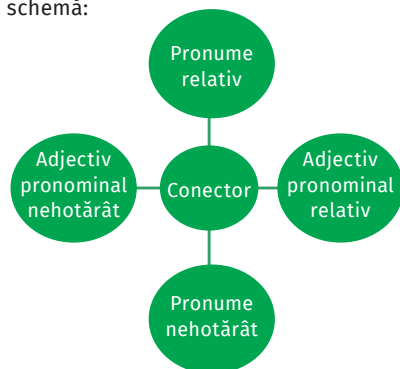 schemă:
Pronume
relativ
Adjectiv
pronominal
nehotărât
Conector
Adjectiv
pronominal
relativ
Pronume
nehotărât